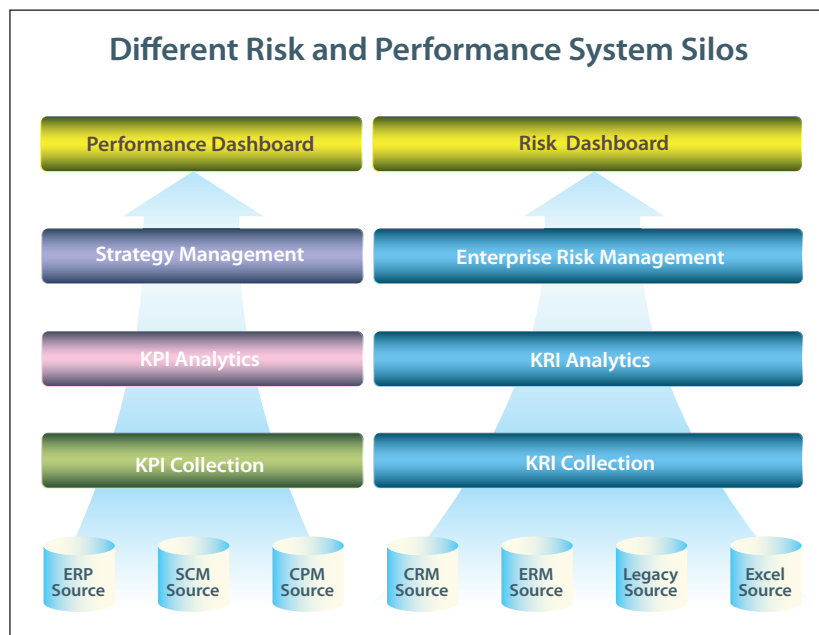 Different Risk and Performance System Silos
Performance Dashboard
Risk Dashboard
Strategy Management
Enterprise Risk Management
KPI Analytics
KRI Analytics
KPI Collection
KRI Collection
ERP
Source
SCM
Source
CPM
Source
CRM
Source
ERM
Source
Legacy
Source
Excel
Source